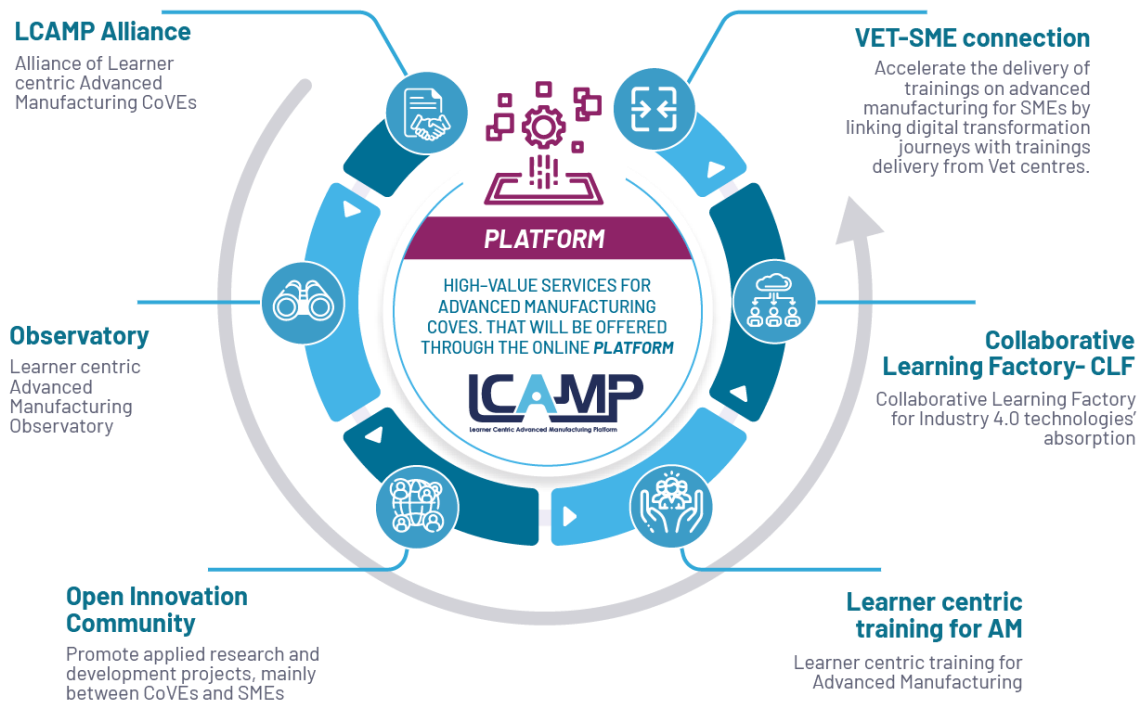 LCAMP Alliance
Alliance of Learner
centric Advanced
Manufacturing CoVEs
Observatory
Learner centric
Advanced
Manufacturing
Observatory
Open Innovation
Community
Promote applied research and
development projects, mainly
between CoVEs and SMEs
PLATFORM
HIGH-VALUE SERVICES FOR
ADVANCED MANUFACTURING
COVES. THAT WILL BE OFFERED
THROUGH THE ONLINE PLATFORM
LCAMP
Learner Centric Advanced Manufacturing Platform
VET-SME connection
Accelerate the delivery of
trainings on advanced
manufacturing for SMEs by
linking digital transformation
journeys with trainings
delivery from Vet centres.
Collaborative
Learning Factory- CLF
Collaborative Learning Factory
for Industry 4.0 technologies'
absorption
Learner centric
training for AM
Learner centric training for
Advanced Manufacturing